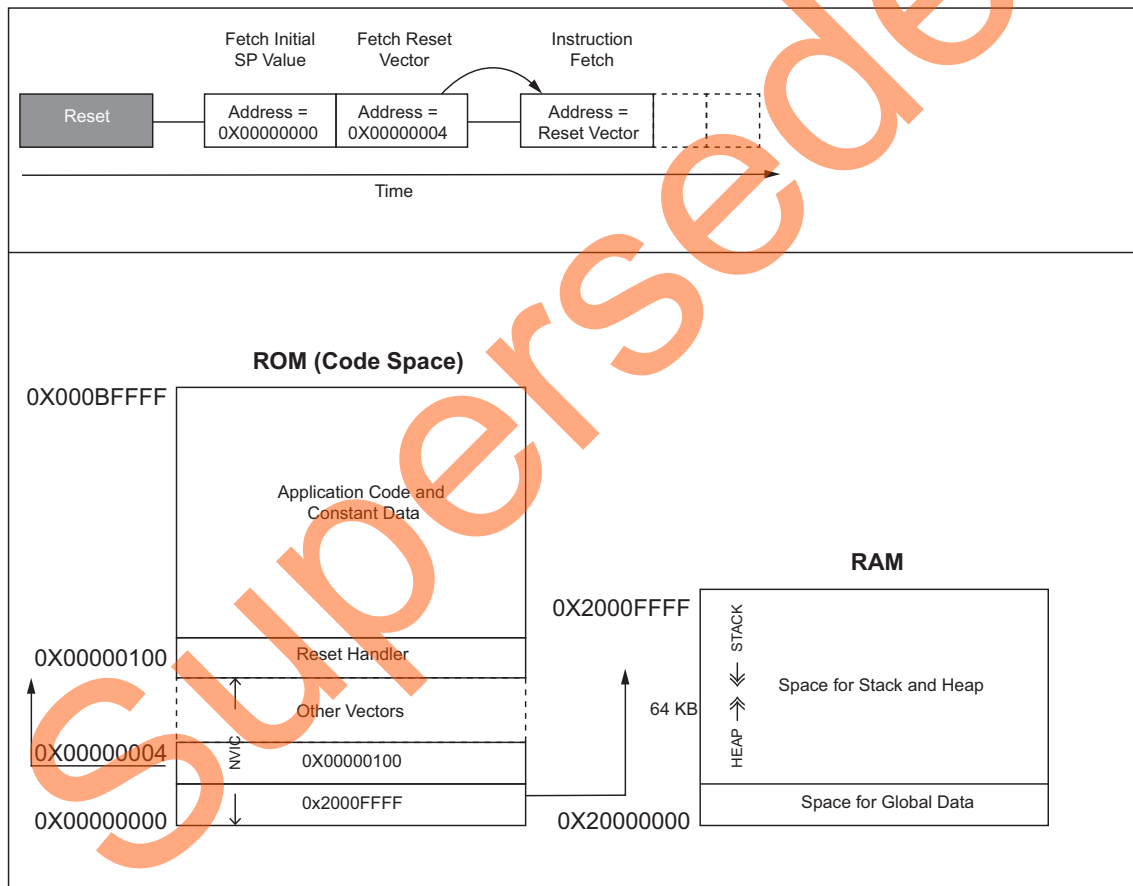 Fetch Initial
SP Value
Fetch Reset
Vector
Instruction
Fetch
Reset
Address =
0X00000000
Address =
0X00000004
Address =
Reset Vector
Time
ROM (Code Space)
0X000BFFFF
Application Code and
Constant Data
RAM
0X2000FFFF
STACK
0X00000100
Reset Handler
Space for Stack and Heap
64 KB
Other Vectors
NVIC
HEAP
0X00000004
0X00000100
0x2000FFFF
Space for Global Data
0X00000000
0X20000000
Superseded